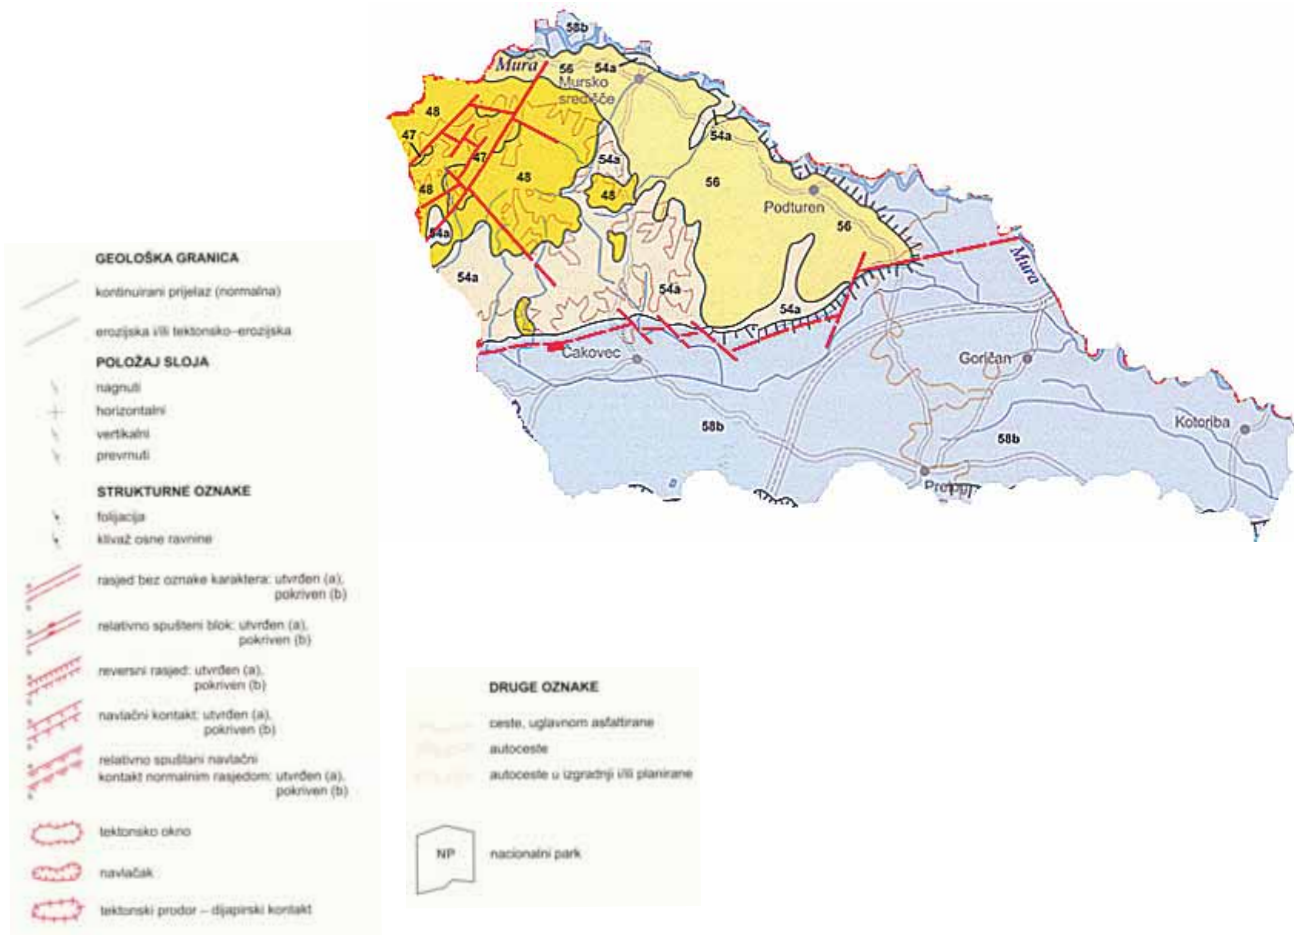 58b
Mura
56
54a
Mursko
središče
48
47
54a
47
54a
48
48
48
56
Podturen
54a
56
54a
54a
54a
Mura
Čakovec
Goričan
58b
58b
Kotoriba
GEOLOŠKA GRANICA
kontinuirani prijelaz (normalna)
erozijska i/ili tektonsko–erozijska
POLOŽAJ SLOJA
nagnuti
horizontalni
vertikalni
prevrnuti
STRUKTURNE OZNAKE
folijacija
klivaž osne ravnine
rasjed bez oznake karaktera: utvrđen (a),
pokriven (b)
relativno spušteni blok: utvrđen (a),
pokriven (b)
reversni rasjed: utvrđen (a),
pokriven (b)
navlačni kontakt: utvrđen (a),
pokriven (b)
relativno spuštani navlačni
kontakt normalnim rasjedom: utvrđen (a),
pokriven (b)
tektonsko okno
navlačak
tektonski prodor – dijapirski kontakt
DRUGE OZNAKE
ceste, uglavnom asfaltirane
autoceste
autoceste u izgradnji i/ili planirane
NP
nacionalni park